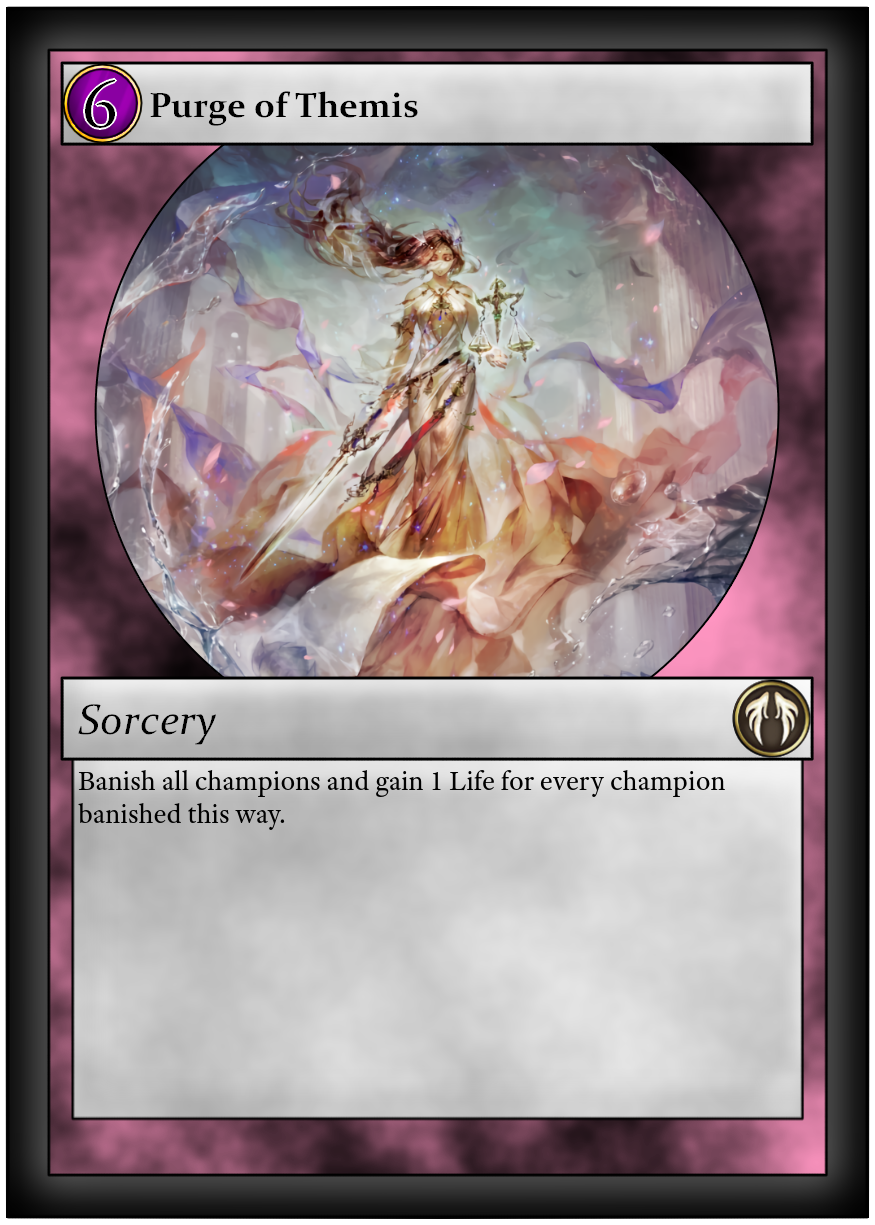 6 Purge of Themis
Sorcery
Banish all champions and gain 1 Life for every champion
banished this way.